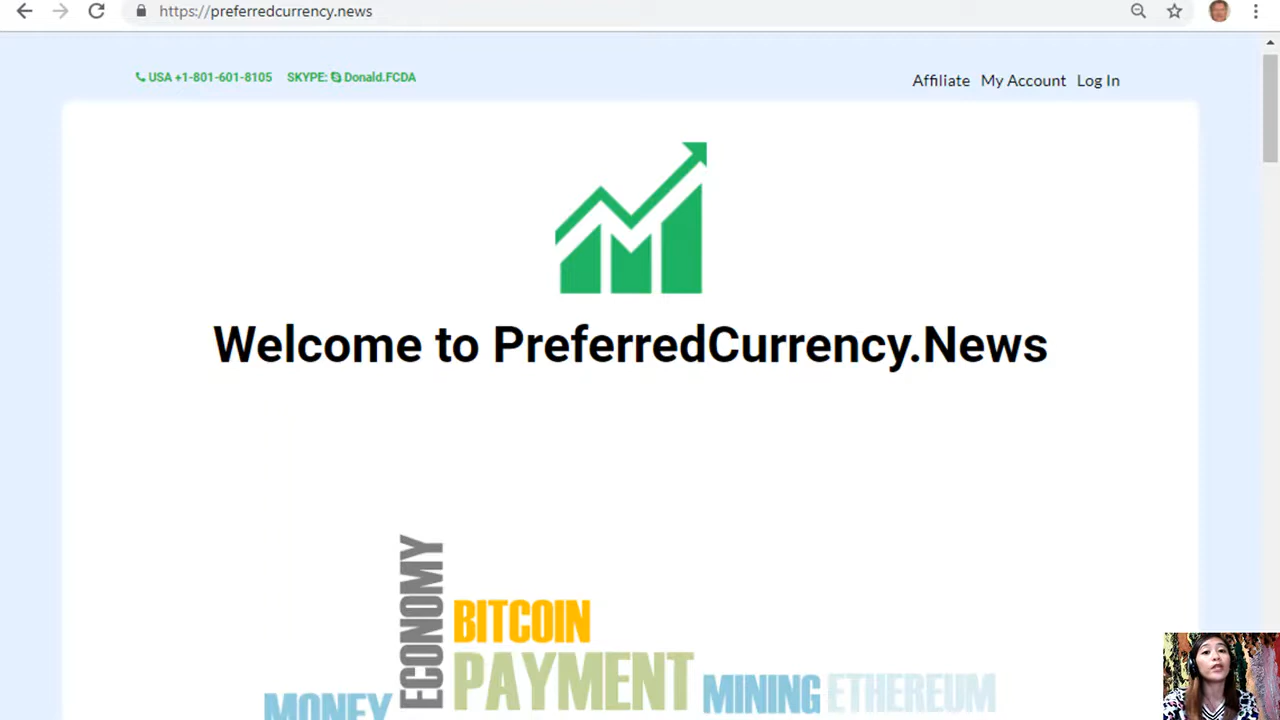 https://preferredcurrency.news
USA +1-801-601-8105 SKYPE: Donald.FCDA
Affiliate My Account Log In
Welcome to PreferredCurrency.News
ECONOMY
BITCOIN
PAYMENT
MONEY
MINING
ETHEREUM